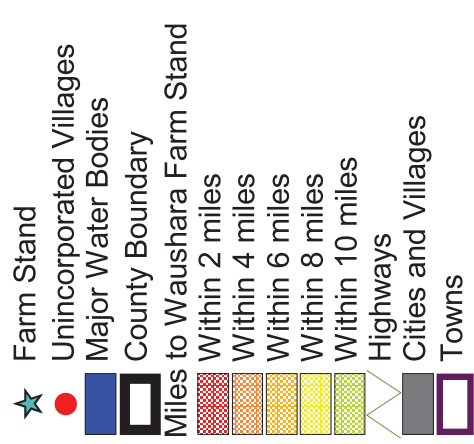 Farm Stand
Unincorporated Villages
Major Water Bodies
County Boundary
Miles to Waushara Farm Stand
Within 2 miles
Within 4 miles
Within 6 miles
Within 8 miles
Within 10 miles
Highways
Cities and Villages
Towns